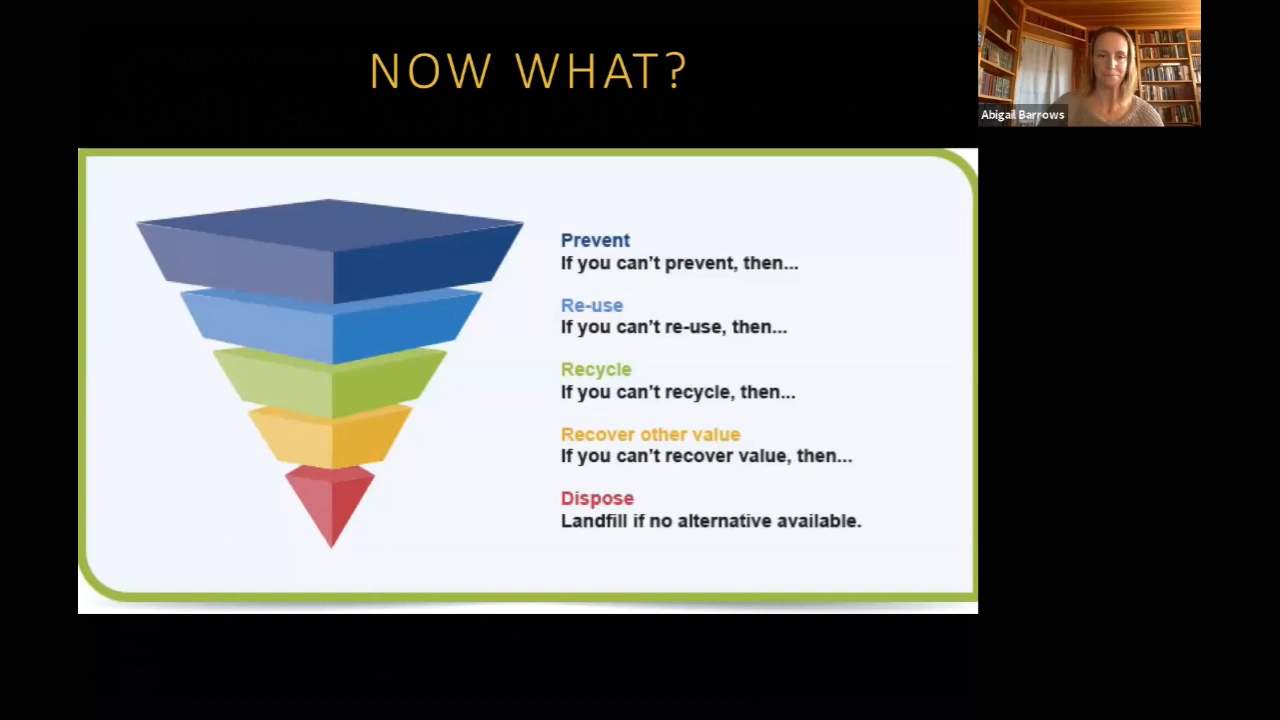 NOW WHAT?
Abigail Barrows
Prevent
If you can't prevent, then...
Re-use
If you can't re-use, then...
Recycle
If you can't recycle, then...
Recover other value
If you can't recover value, then...
Dispose
Landfill if no alternative available.